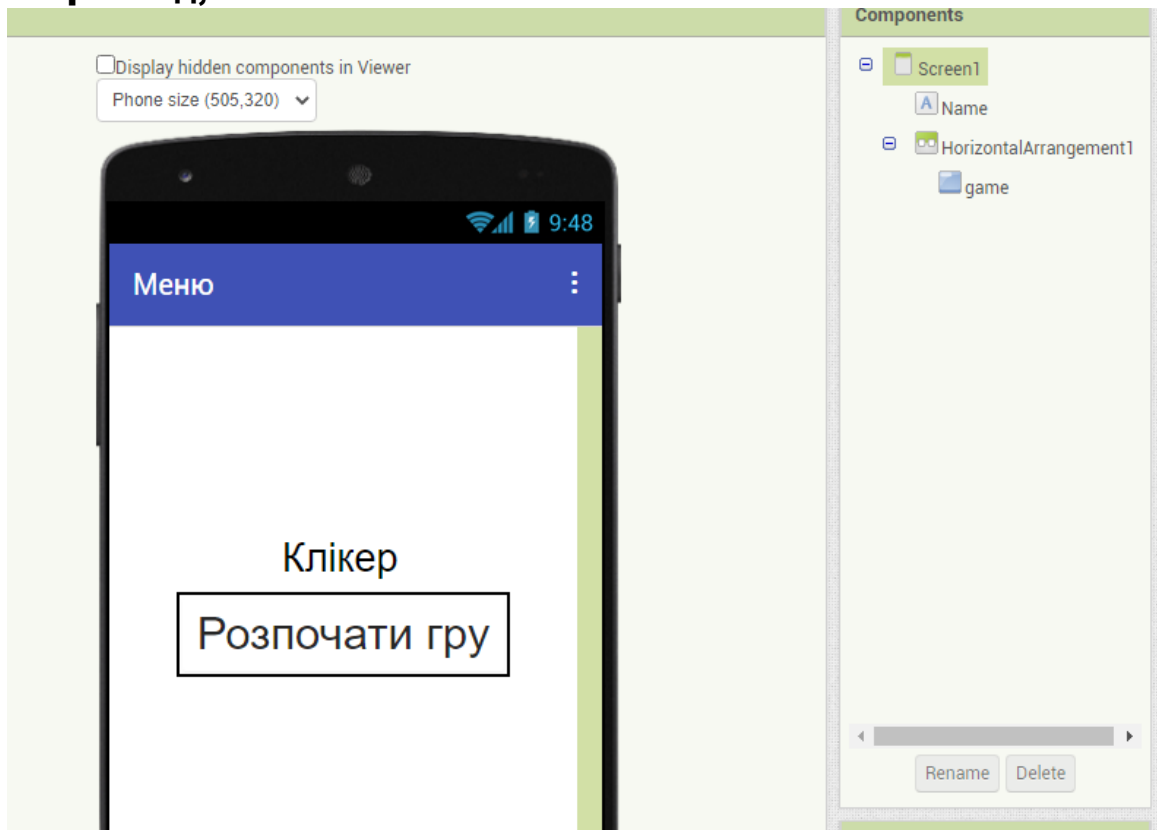 Components
Display hidden components in Viewer
Phone size (505,320)
Screen1
A Name
HorizontalArrangement1
game
9:48
Меню
Клікер
Розпочати гру
Rename Delete